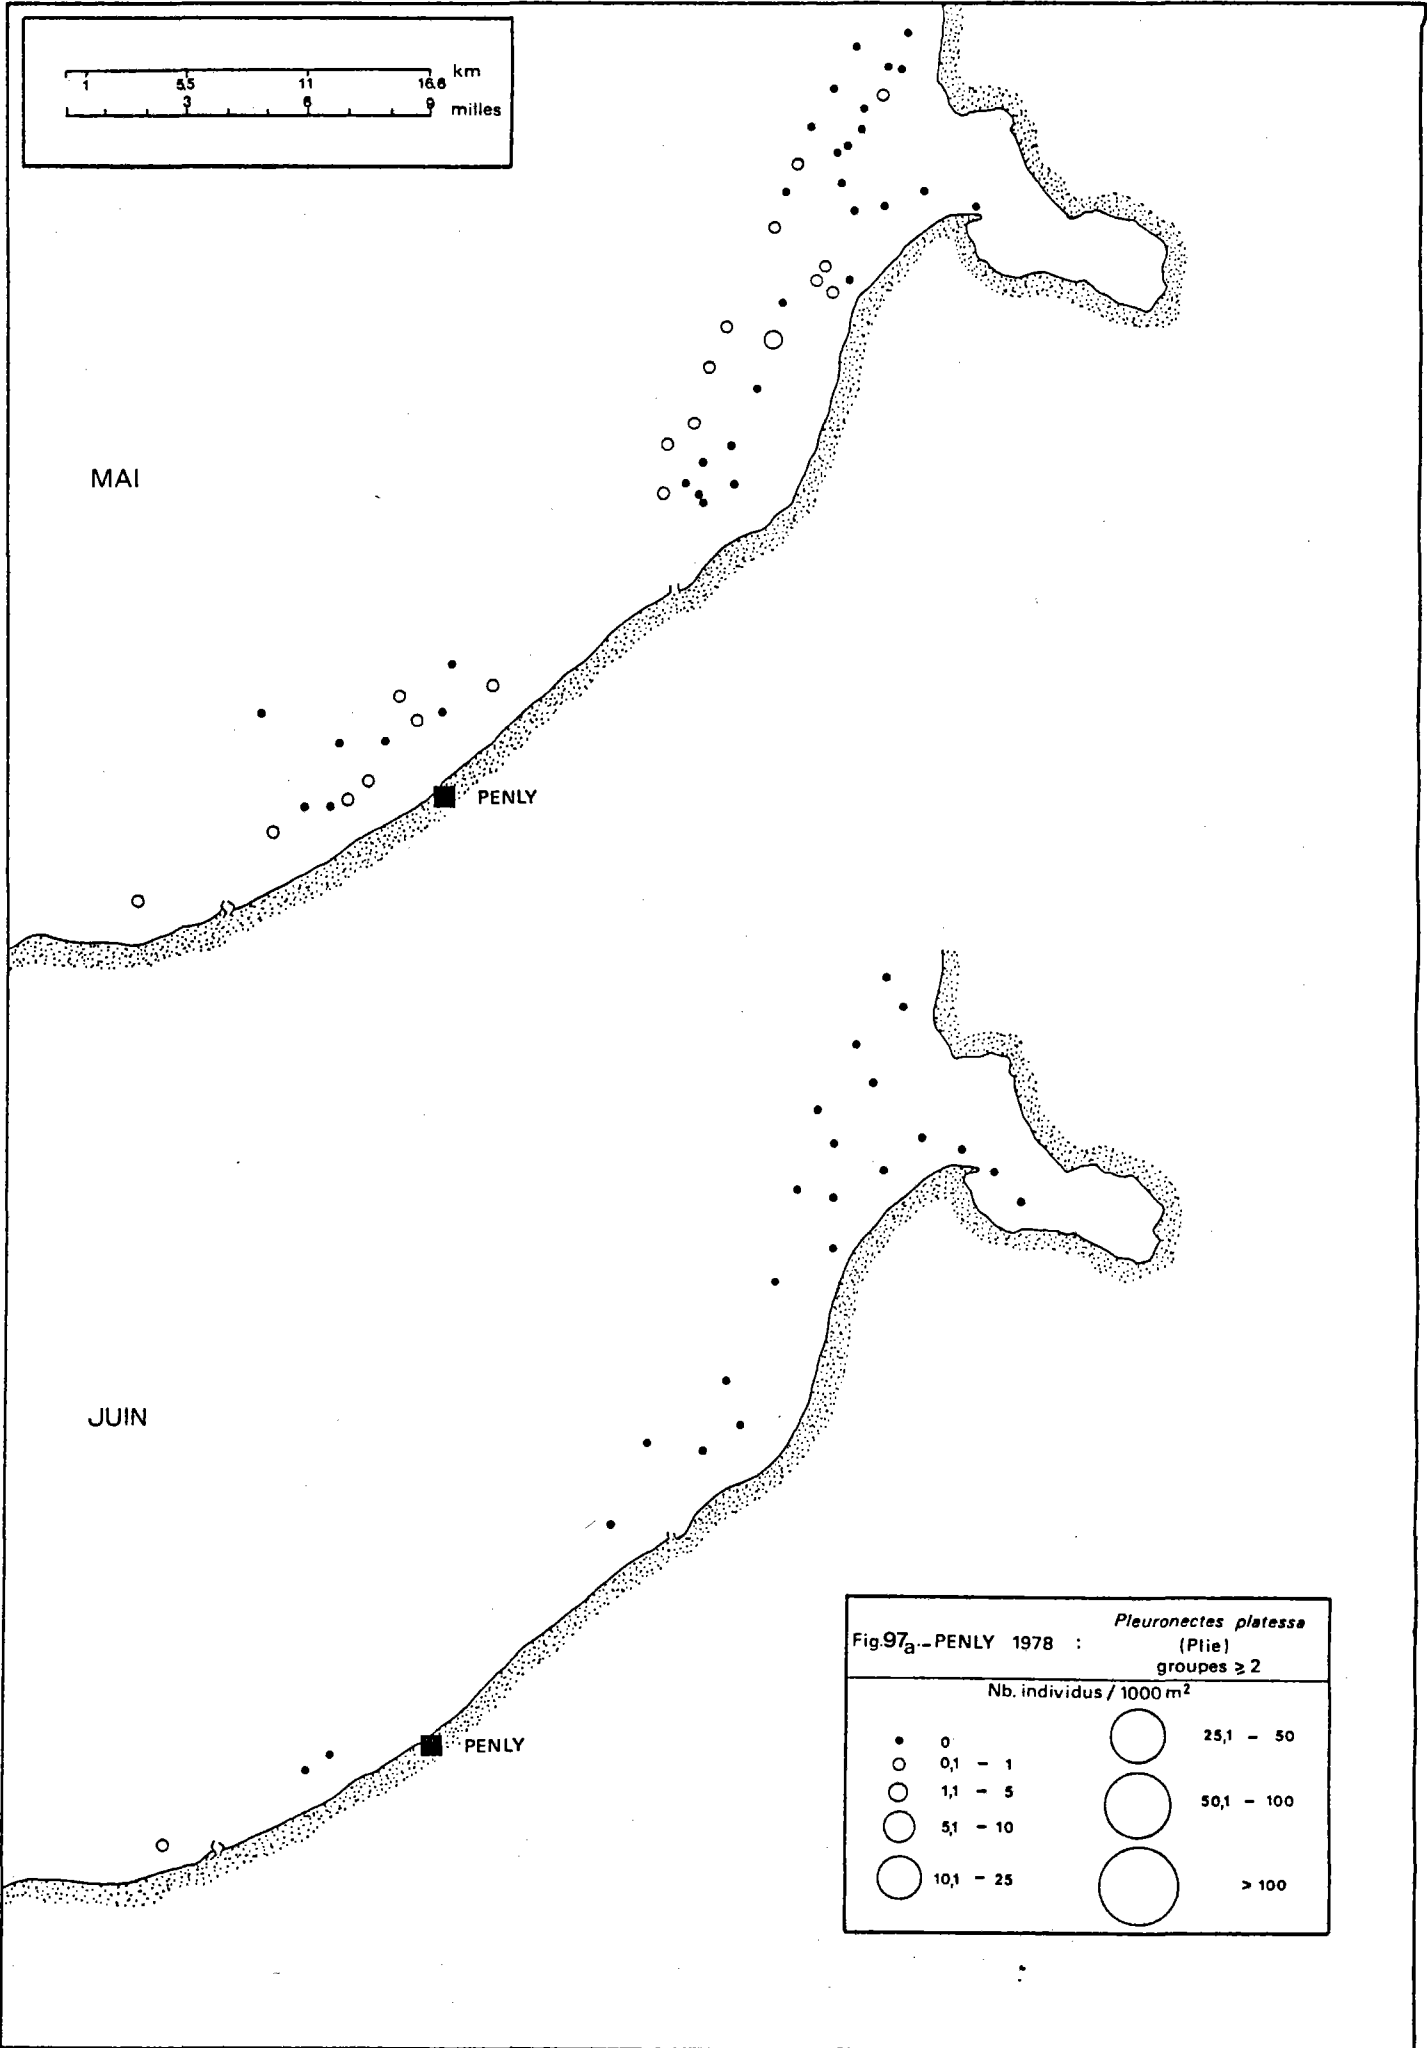 1 5,5 11 16,6 km
3 6 9 milles
MAI
PENLY
JUIN
PENLY
Fig.97a._PENLY 1978 : Pleuronectes platessa
(Plie)
groupes ≥ 2
Nb. individus / 1000 m²
0
0,1 - 1
1,1 - 5
5,1 - 10
10,1 - 25
25,1 - 50
50,1 - 100
> 100